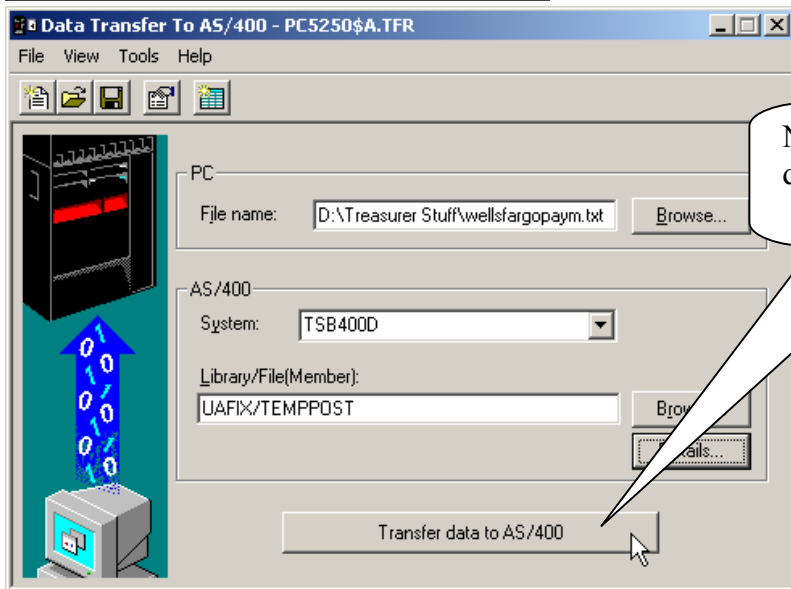 Data Transfer To AS/400 - PC5250$A.TFR
File View Tools Help
PC
File name: D:\Treasurer Stuff\wellsfargopaym.txt Browse...
AS/400
System: TSB400D
Library/File(Member):
UAFIX/TEMPPOST
Transfer data to AS/400